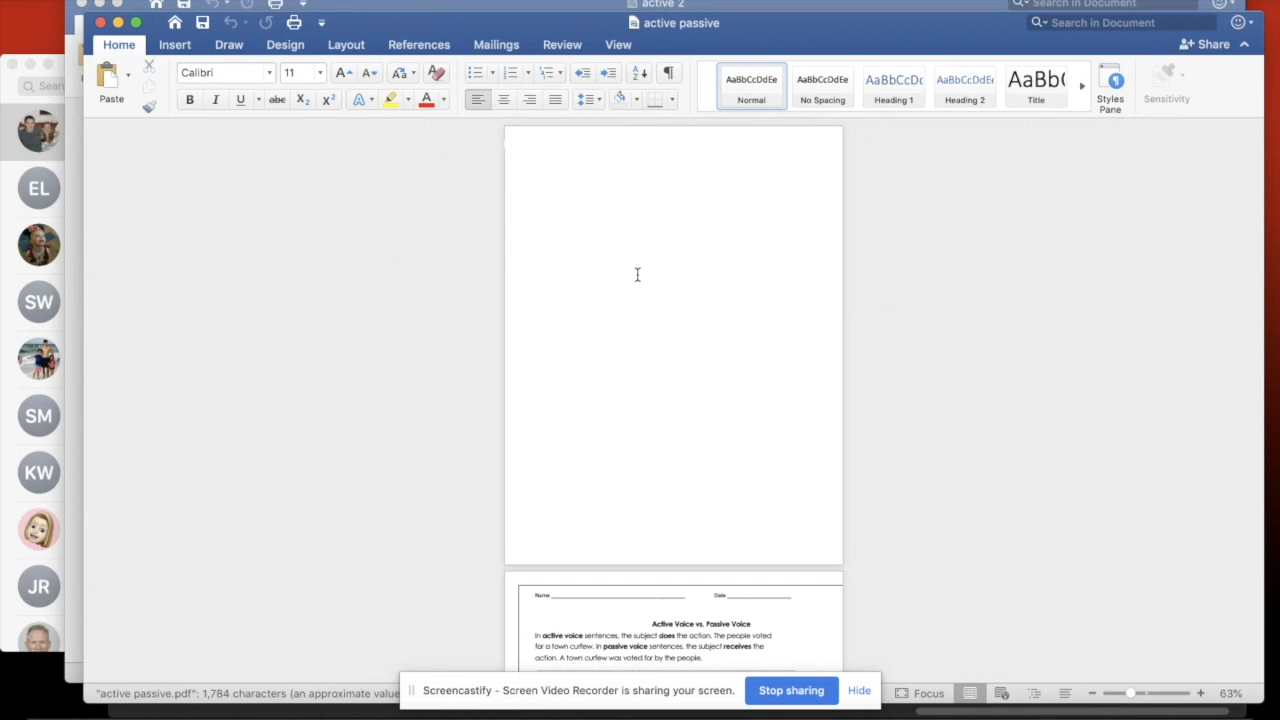 active 2
Search in Document
active passive
Search in Document
Home Insert Draw Design Layout References Mailings Review View Share
Paste
Calibri 11
B I U abc X₂ X²
AaBbCcDdEe
Normal
AaBbCcDdEe
No Spacing
AaBbCcDc
Heading 1
AaBbCcDdEe
Heading 2
AaBb(
Title
Styles
Pane
Sensitivity
Sear
EL
SW
SM
KW
JR
Name
Date
Active Voice vs. Passive Voice
In active voice sentences, the subject does the action. The people voted
for a town curfew. In passive voice sentences, the subject receives the
action. A town curfew was voted for by the people.
"active passive.pdf": 1,784 characters (an approximate value
Screencastify - Screen Video Recorder is sharing your screen.
Stop sharing
Hide
Focus
63%